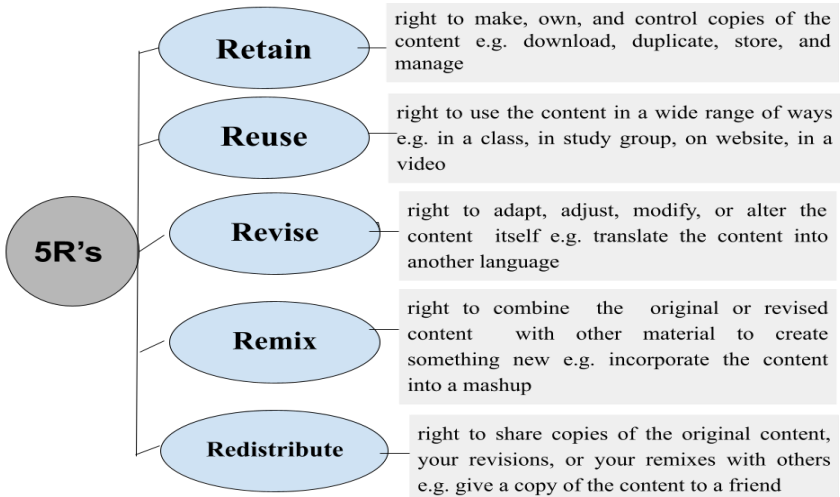 5R's
Retain
right to make, own, and control copies of the
content e.g. download, duplicate, store, and
manage
Reuse
right to use the content in a wide range of ways
e.g. in a class, in study group, on website, in a
video
Revise
right to adapt, adjust, modify, or alter the
content itself e.g. translate the content into
another language
Remix
right to combine the original or revised
content with other material to create
something new e.g. incorporate the content
into a mashup
Redistribute
right to share copies of the original content,
your revisions, or your remixes with others
e.g. give a copy of the content to a friend